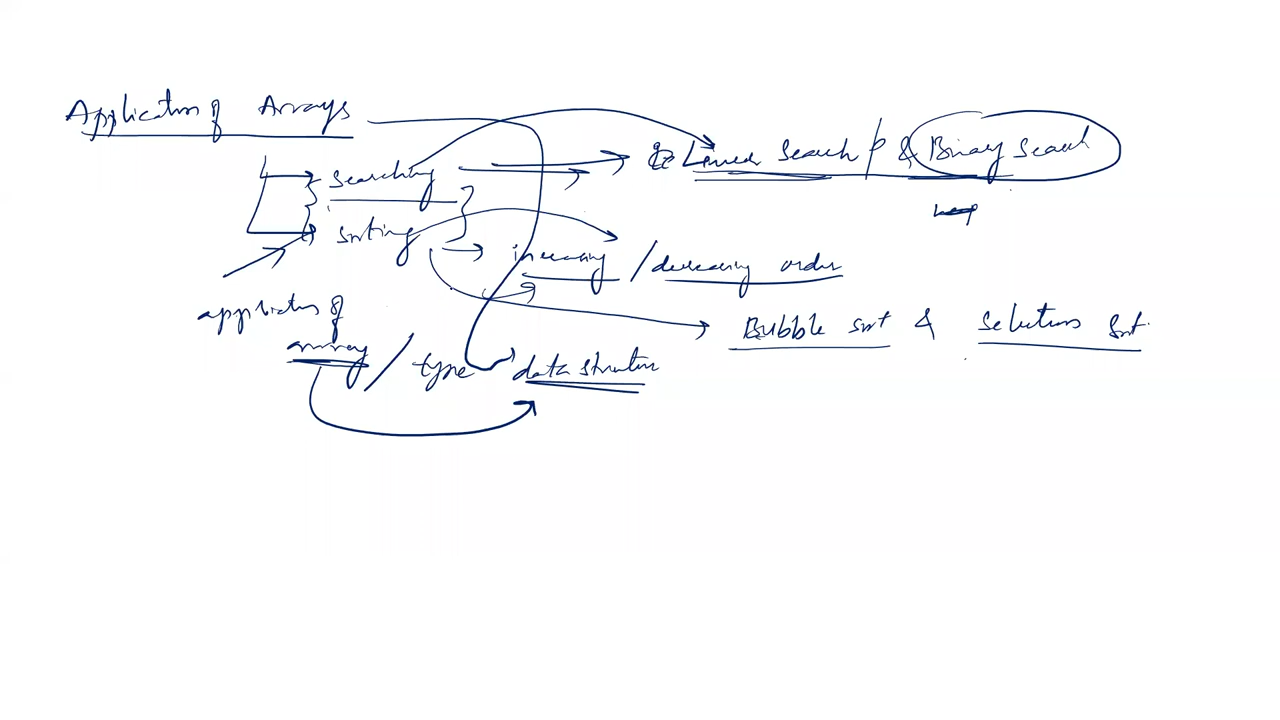 Application of Arrays
Searching
Linear Search / & Binary Search
Sorting
increasing / decreasing order
application of
array / type data structure
Bubble sort & Selection Sort